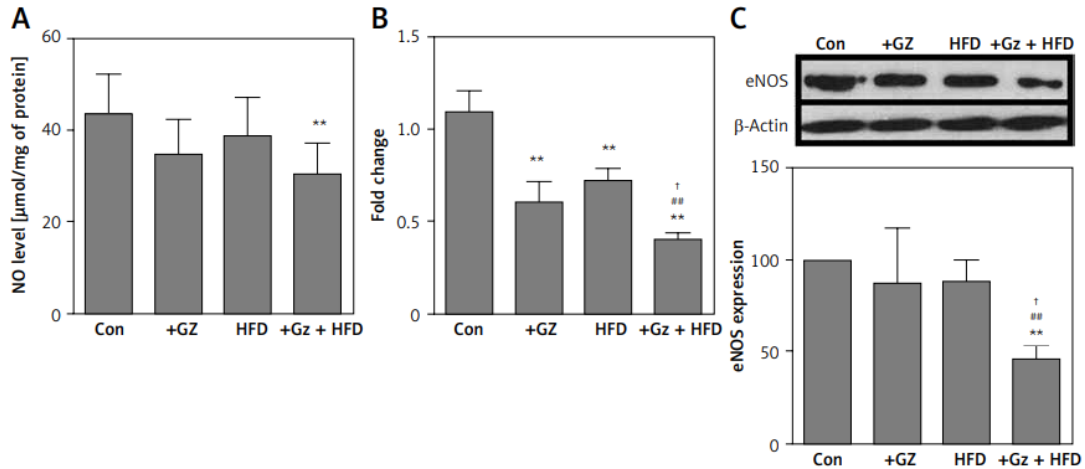 A
NO level [μmol/mg of protein]
60
40
20
0
**
Con +GZ HFD +Gz + HFD
B
Fold change
1.5
1.0
0.5
0
**
**
†
##
**
Con +GZ HFD +Gz + HFD
C
Con +GZ HFD +Gz + HFD
eNOS
β-Actin
eNOS expression
150
100
50
0
†
##
**
Con +GZ HFD +Gz + HFD